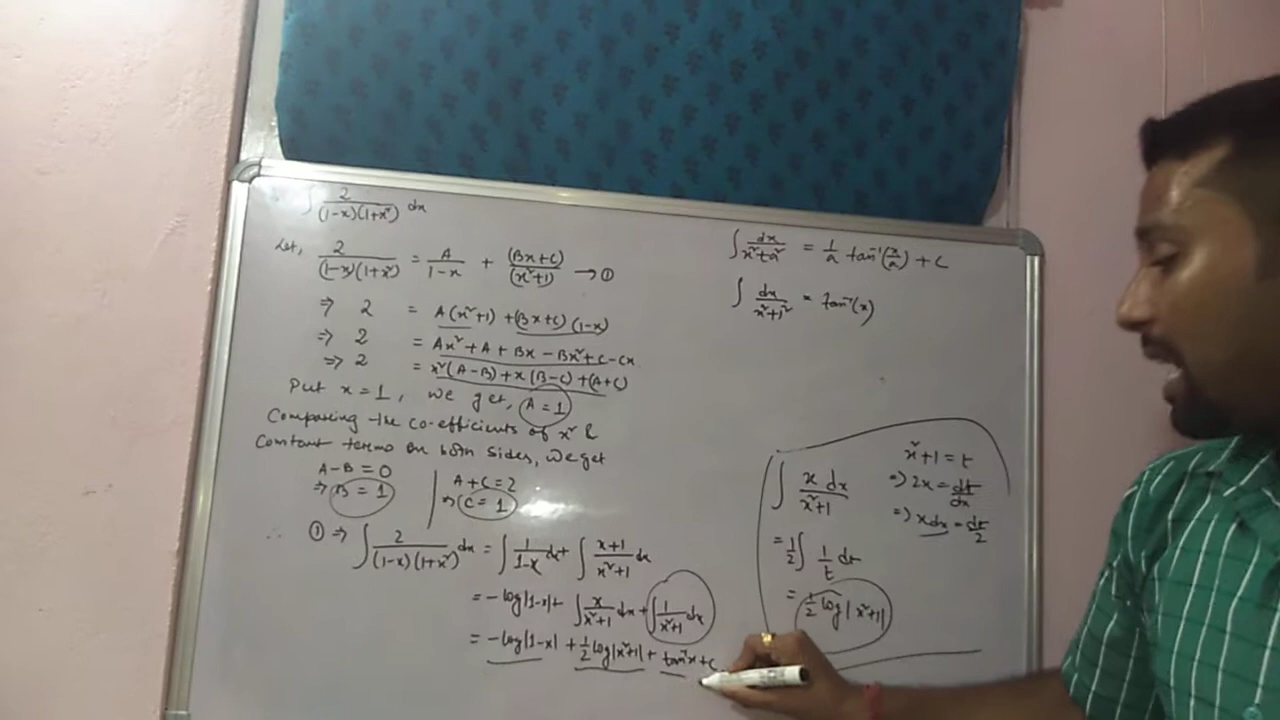 ∫ 2/((1-x)(1+x²)) dx
Let, 2/((1-x)(1+x²)) = A/(1-x) + (Bx+C)/(x²+1) → ①
⇒ 2 = A(x²+1) + (Bx+C)(1-x)
⇒ 2 = Ax² + A + Bx - Bx² + C - Cx
⇒ 2 = x²(A-B) + x(B-C) + (A+C)
Put x = 1, we get, A = 1
Comparing the co-efficients of x² &
Constant terms on both sides, we get
A-B = 0
⇒ B = 1
A+C = 2
⇒ C = 1
∴ ① ⇒ ∫ 2/((1-x)(1+x²)) dx = ∫ 1/(1-x) dx + ∫ (x+1)/(x²+1) dx
= -log|1-x| + ∫ x/(x²+1) dx + ∫ 1/(x²+1) dx
= -log|1-x| + 1/2 log|x²+1| + tan⁻¹x + C
∫ dx/(x²+a²) = 1/a tan⁻¹(x/a) + C
∫ dx/(x²+1²) = tan⁻¹(x)
∫ x dx/(x²+1)
= 1/2 ∫ 1/t dt
= 1/2 log|x²+1|
x²+1 = t
⇒ 2x = dt/dx
⇒ x dx = dt/2